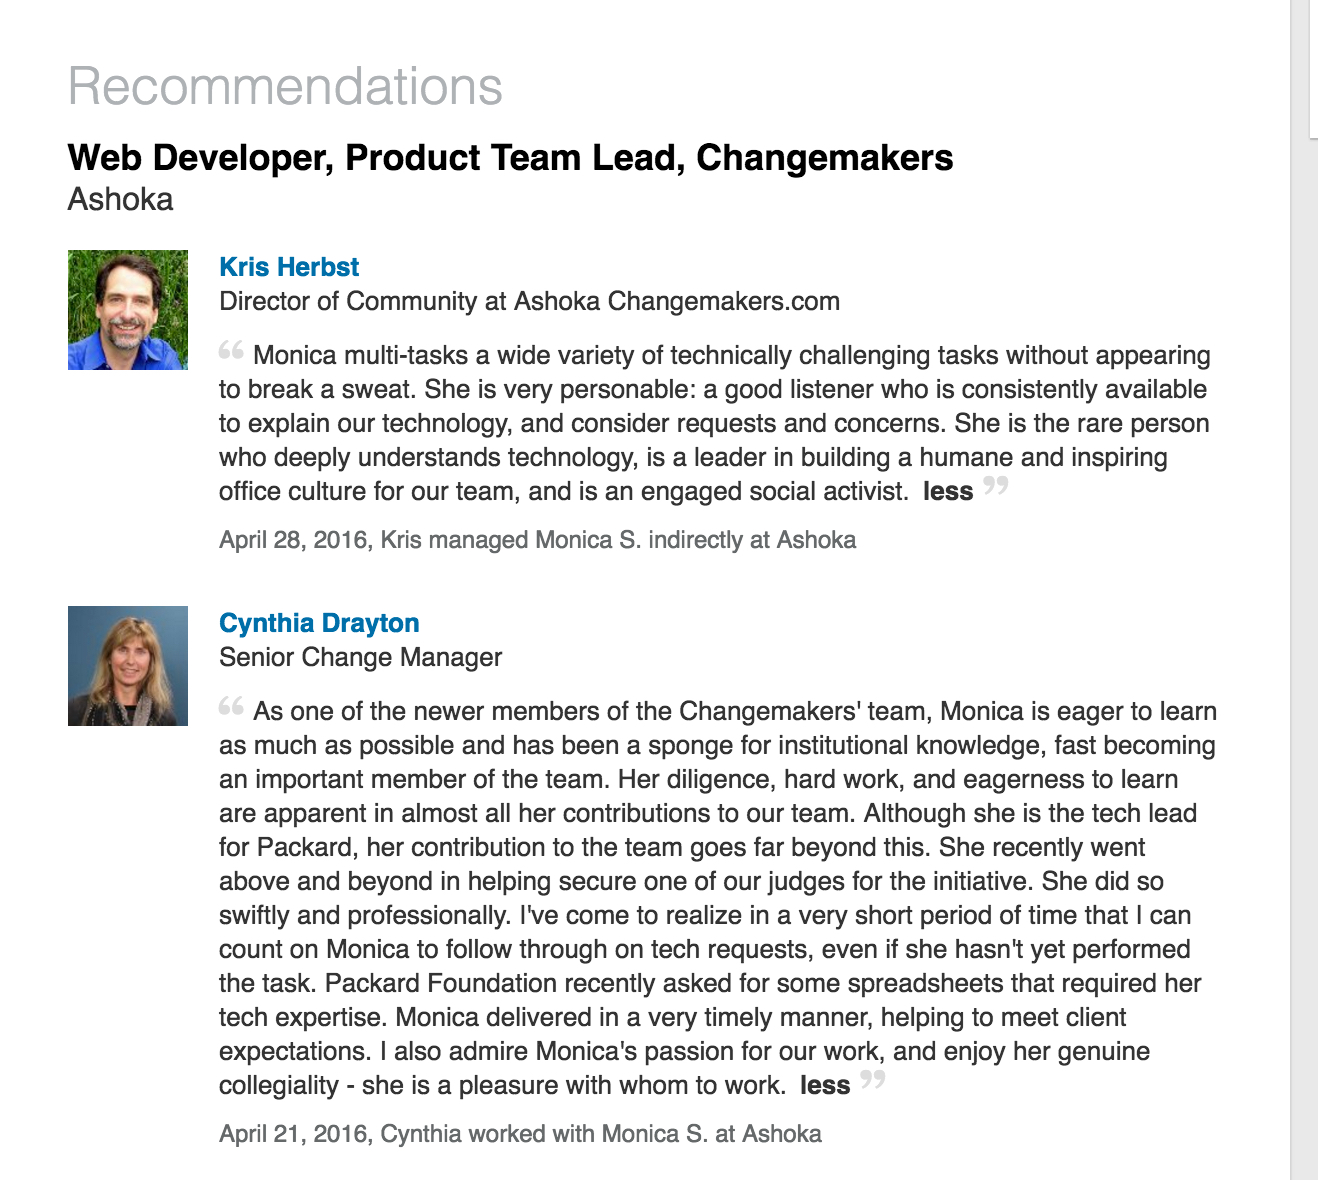 Recommendations
Web Developer, Product Team Lead, Changemakers
Ashoka
Kris Herbst
Director of Community at Ashoka Changemakers.com
“ Monica multi-tasks a wide variety of technically challenging tasks without appearing
to break a sweat. She is very personable: a good listener who is consistently available
to explain our technology, and consider requests and concerns. She is the rare person
who deeply understands technology, is a leader in building a humane and inspiring
office culture for our team, and is an engaged social activist. less ”
April 28, 2016, Kris managed Monica S. indirectly at Ashoka
Cynthia Drayton
Senior Change Manager
“ As one of the newer members of the Changemakers' team, Monica is eager to learn
as much as possible and has been a sponge for institutional knowledge, fast becoming
an important member of the team. Her diligence, hard work, and eagerness to learn
are apparent in almost all her contributions to our team. Although she is the tech lead
for Packard, her contribution to the team goes far beyond this. She recently went
above and beyond in helping secure one of our judges for the initiative. She did so
swiftly and professionally. I've come to realize in a very short period of time that I can
count on Monica to follow through on tech requests, even if she hasn't yet performed
the task. Packard Foundation recently asked for some spreadsheets that required her
tech expertise. Monica delivered in a very timely manner, helping to meet client
expectations. I also admire Monica's passion for our work, and enjoy her genuine
collegiality - she is a pleasure with whom to work. less ”
April 21, 2016, Cynthia worked with Monica S. at Ashoka